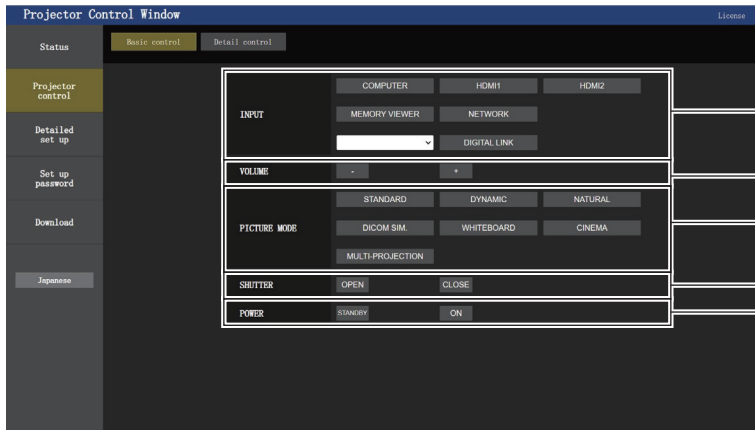 Projector Control Window
License
Status
Basic control
Detail control
Projector
control
Detailed
set up
Set up
password
Download
Japanese
INPUT
COMPUTER
HDMI1
HDMI2
MEMORY VIEWER
NETWORK
DIGITAL LINK
VOLUME
-
+
PICTURE MODE
STANDARD
DYNAMIC
NATURAL
DICOM SIM.
WHITEBOARD
CINEMA
MULTI-PROJECTION
SHUTTER
OPEN
CLOSE
POWER
STANDBY
ON